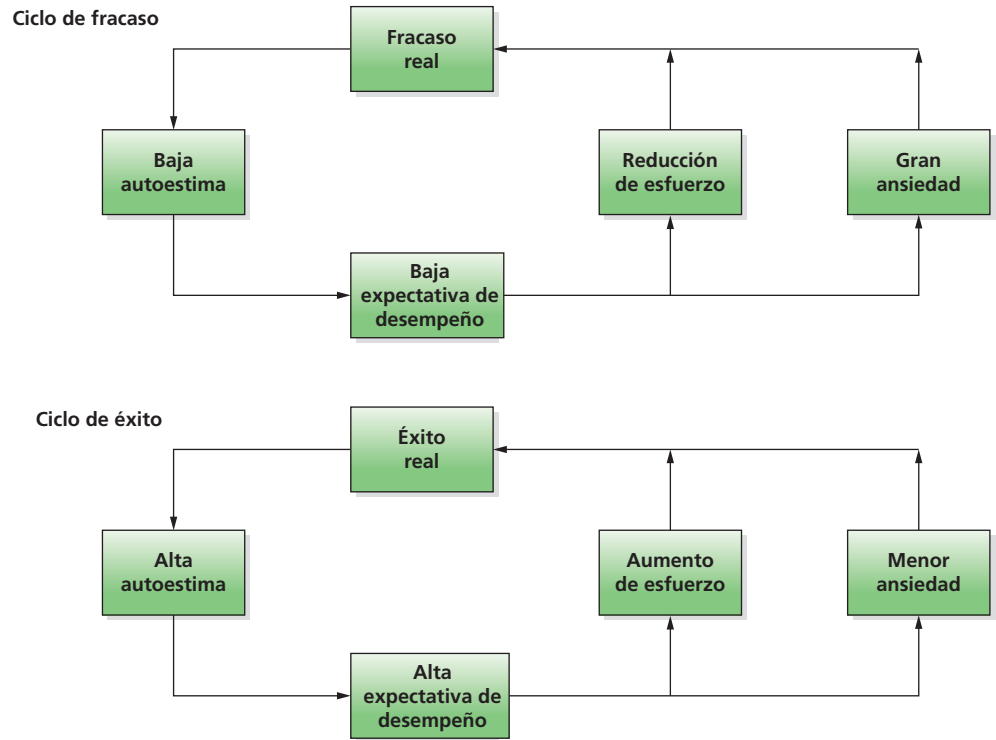 Ciclo de fracaso
Fracaso
real
Baja
autoestima
Reducción
de esfuerzo
Gran
ansiedad
Baja
expectativa de
desempeño
Ciclo de éxito
Éxito
real
Alta
autoestima
Aumento
de esfuerzo
Menor
ansiedad
Alta
expectativa de
desempeño